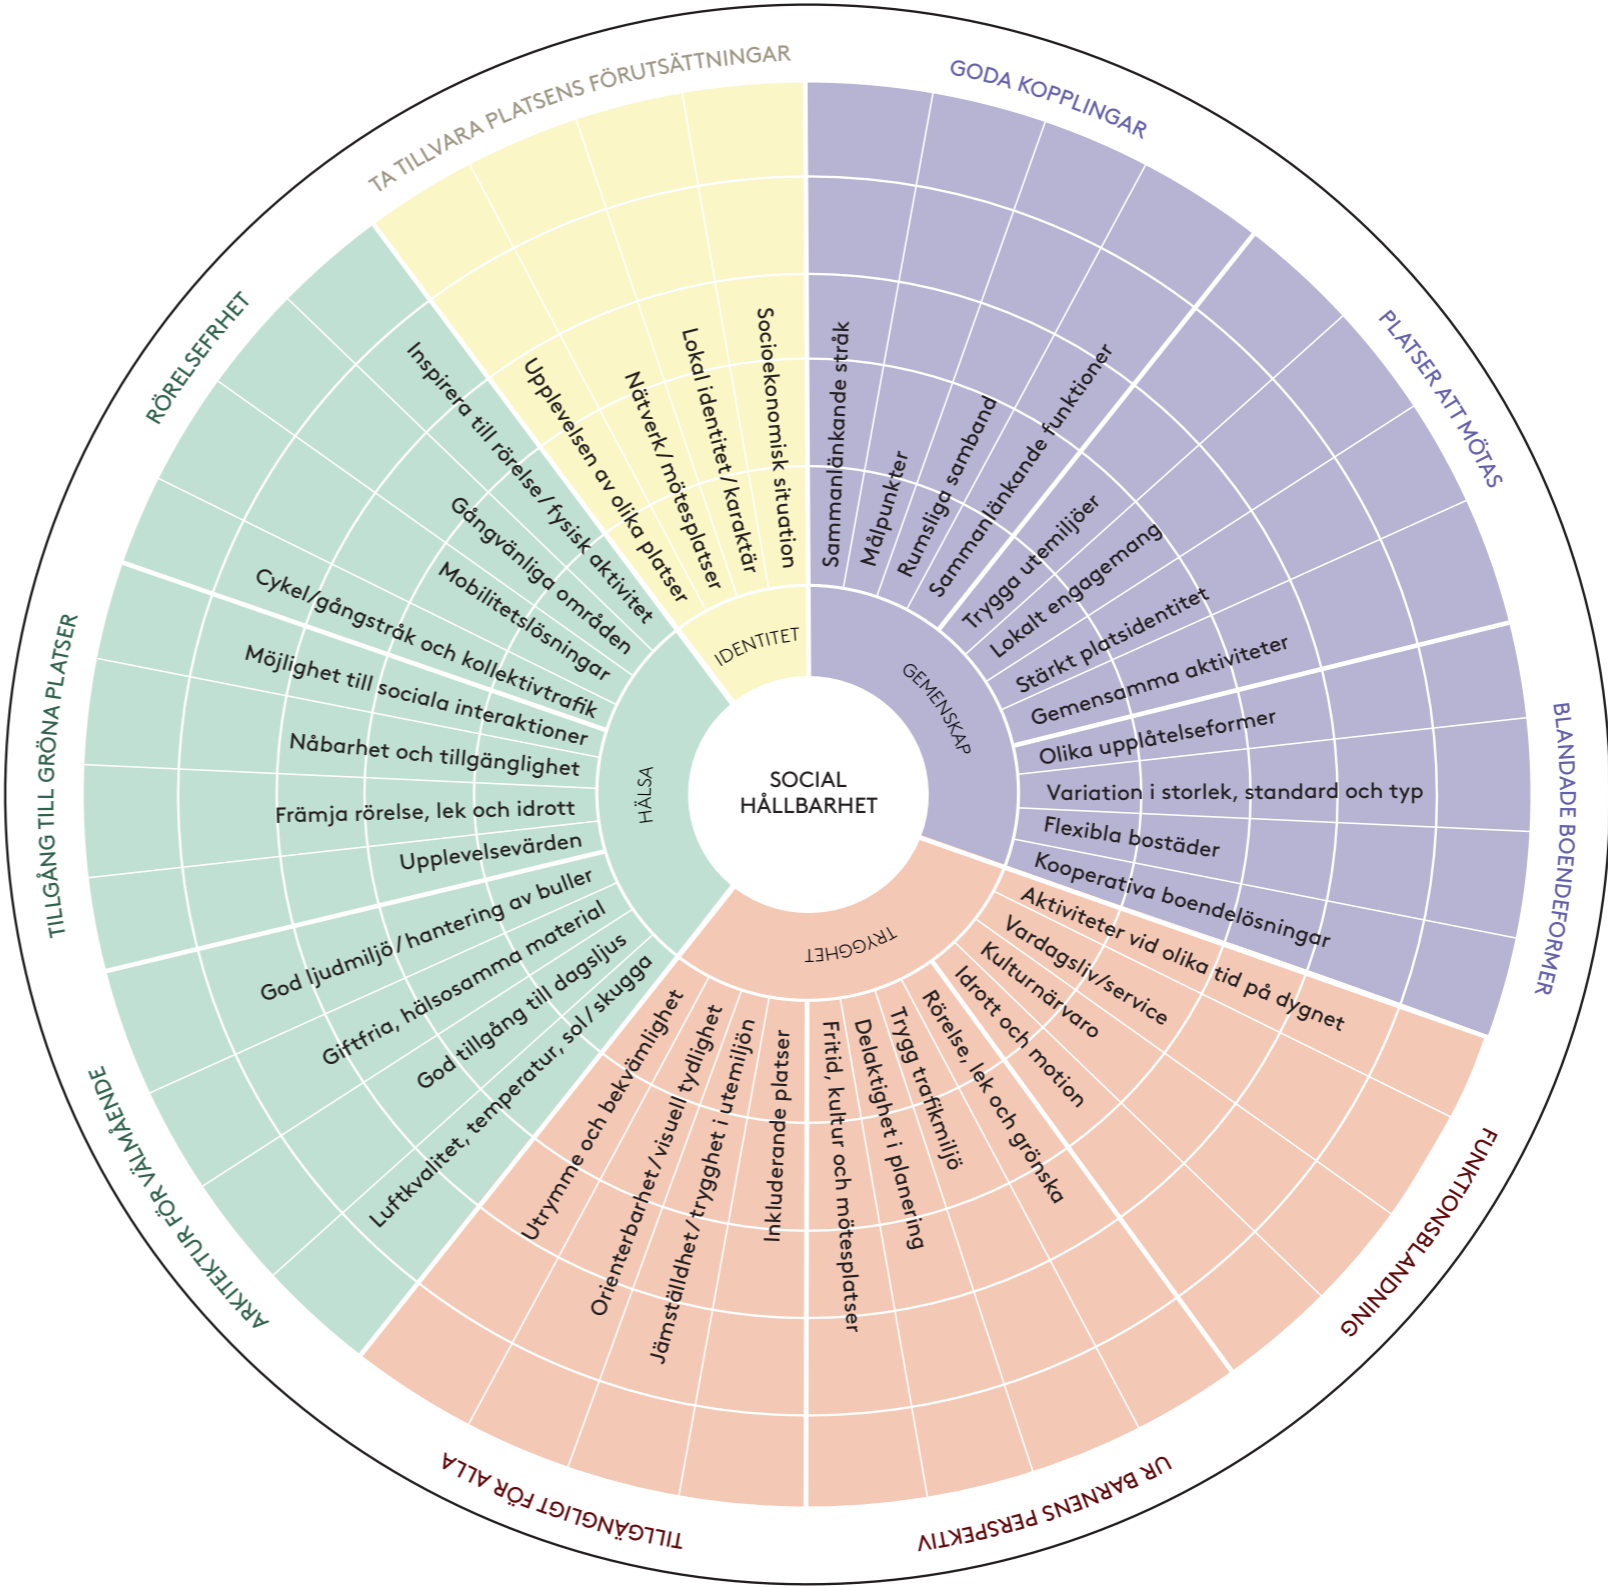 SOCIAL
HÅLLBARHET
GEMENSKAP
GODA KOPPLINGAR
Sammanlänkande stråk
Målpunkter
Rumsliga samband
Sammanlänkande funktioner
PLATSER ATT MÖTAS
Trygga utemiljöer
Lokalt engagemang
Stärkt platsidentitet
Gemensamma aktiviteter
BLANDADE BOENDEFORMER
Olika upplåtelseformer
Variation i storlek, standard och typ
Flexibla bostäder
Kooperativa boendelösningar
TRYGGHET
FUNKTIONSBLANDNING
Aktiviteter vid olika tid på dygnet
Vardagsliv/service
Kulturnärvaro
Idrott och motion
UR BARNENS PERSPEKTIV
Rörelse, lek och grönska
Trygg trafikmiljö
Delaktighet i planering
Fritid, kultur och mötesplatser
TILLGÄNGLIGT FÖR ALLA
Inkluderande platser
Jämställdhet/trygghet i utemiljön
Orienterbarhet/visuell tydlighet
Utrymme och bekvämlighet
HÄLSA
ARKITEKTUR FÖR VÄLMÅENDE
Luftkvalitet, temperatur, sol/skugga
God tillgång till dagsljus
Giftfria, hälsosamma material
God ljudmiljö/hantering av buller
TILLGÅNG TILL GRÖNA PLATSER
Upplevelsevärden
Främja rörelse, lek och idrott
Nåbarhet och tillgänglighet
Möjlighet till sociala interaktioner
RÖRELSEFRHET
Cykel/gångstråk och kollektivtrafik
Mobilitetslösningar
Gångvänliga områden
Inspirera till rörelse/fysisk aktivitet
IDENTITET
TA TILLVARA PLATSENS FÖRUTSÄTTNINGAR
Upplevelsen av olika platser
Nätverk/mötesplatser
Lokal identitet/karaktär
Socioekonomisk situation